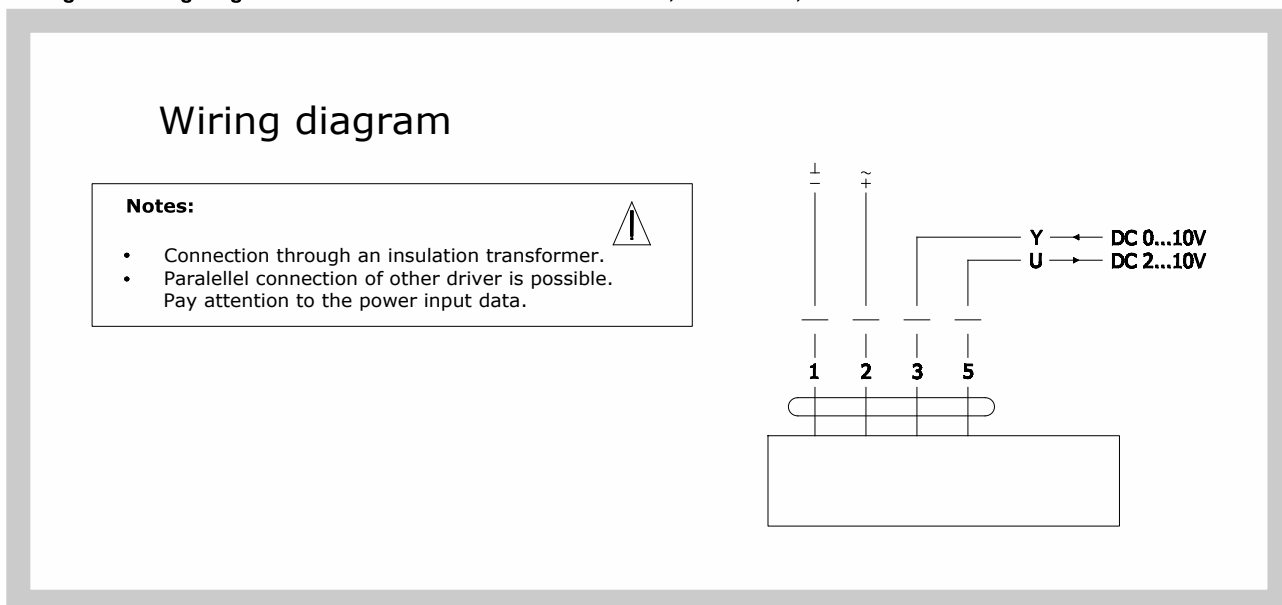 Wiring diagram
Notes:
• Connection through an insulation transformer.
• Paralellel connection of other driver is possible.
Pay attention to the power input data.
⊥ ~
− +
Y DC 0...10V
U DC 2...10V
1 2 3 5